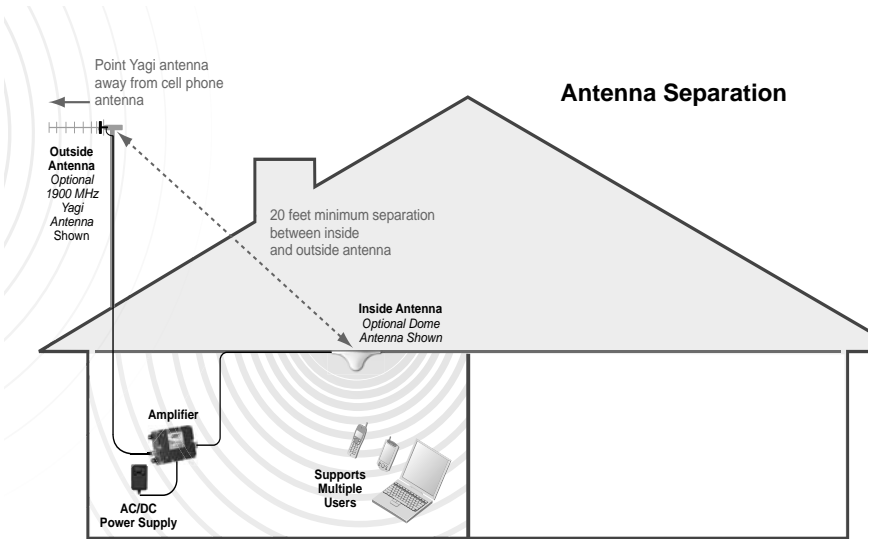 Antenna Separation
Point Yagi antenna
away from cell phone
antenna
Outside
Antenna
Optional
1900 MHz
Yagi
Antenna
Shown
20 feet minimum separation
between inside
and outside antenna
Inside Antenna
Optional Dome
Antenna Shown
Amplifier
AC/DC
Power Supply
Supports
Multiple
Users